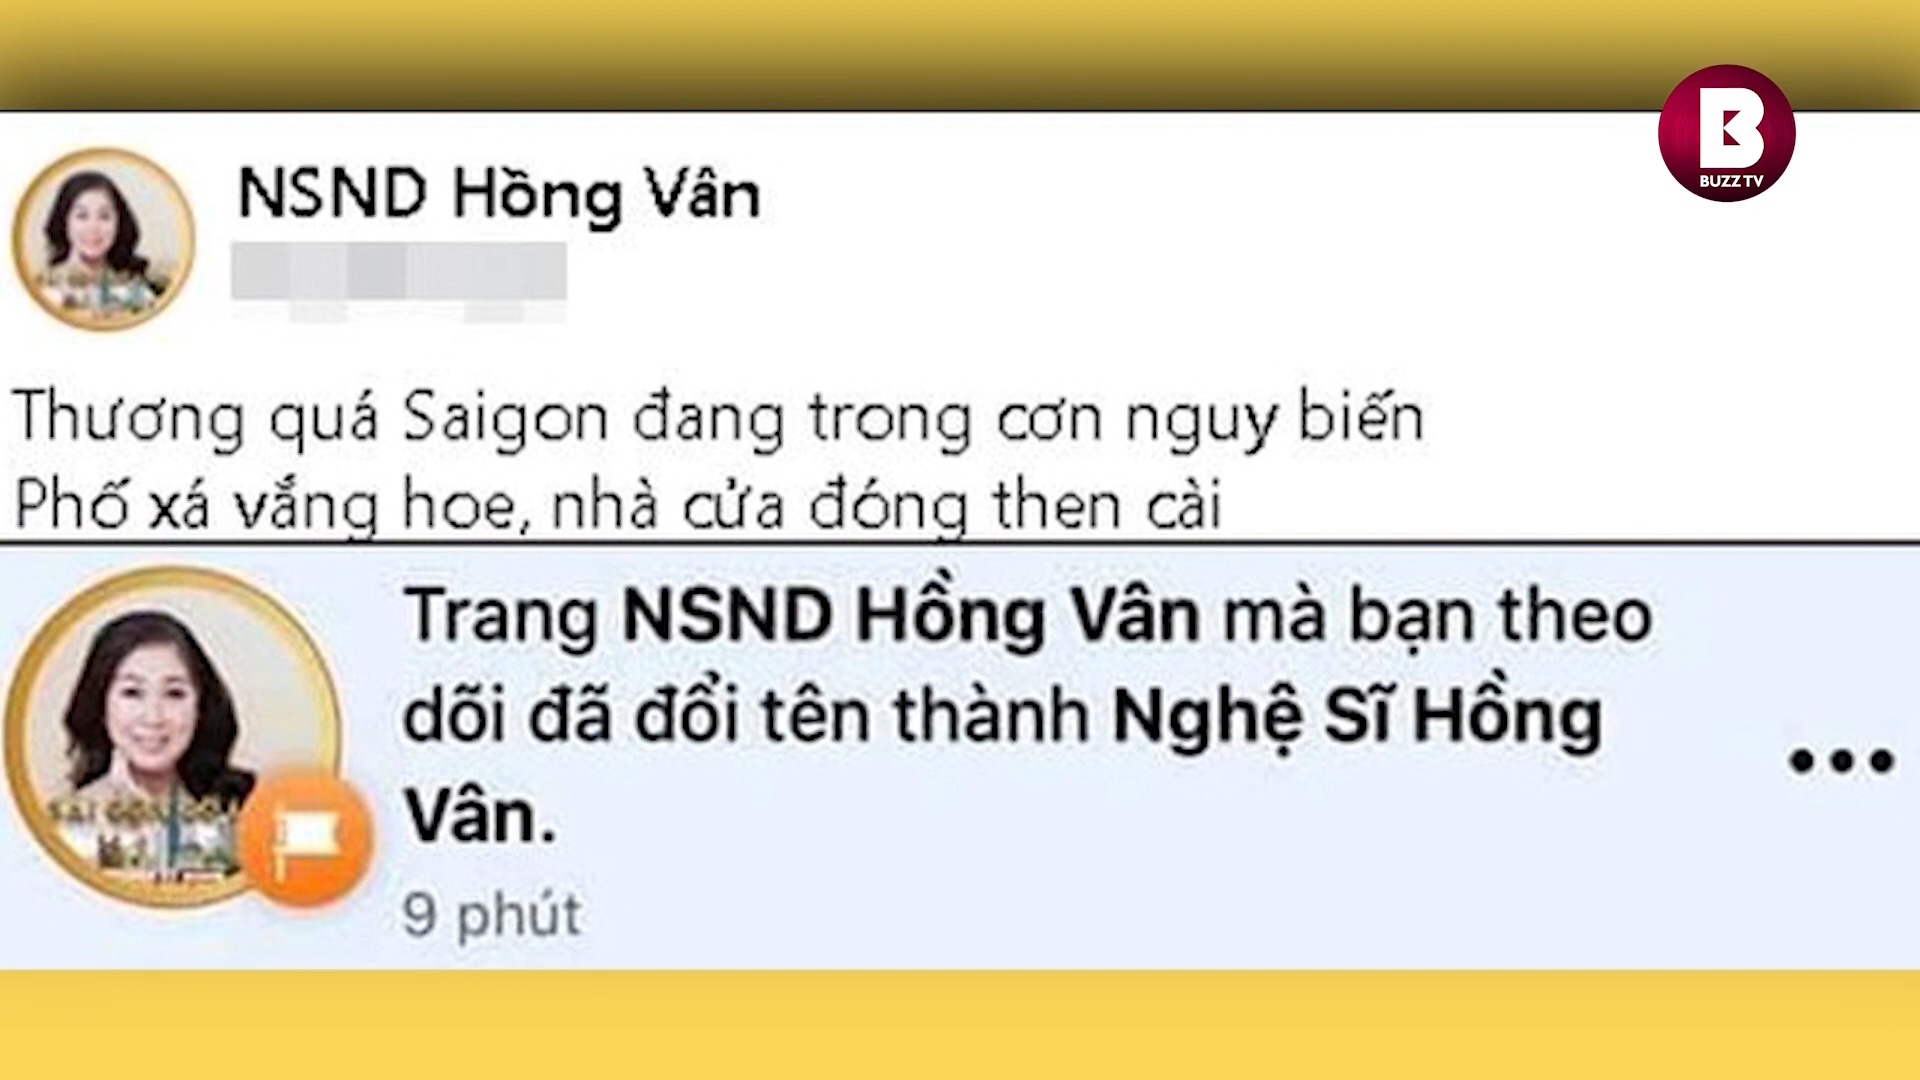 BUZZ TV
NSND Hồng Vân
Thương quá Saigon đang trong cơn nguy biến
Phố xá vắng hoe, nhà cửa đóng then cài
Trang NSND Hồng Vân mà bạn theo
dõi đã đổi tên thành Nghệ Sĩ Hồng
Vân.
9 phút